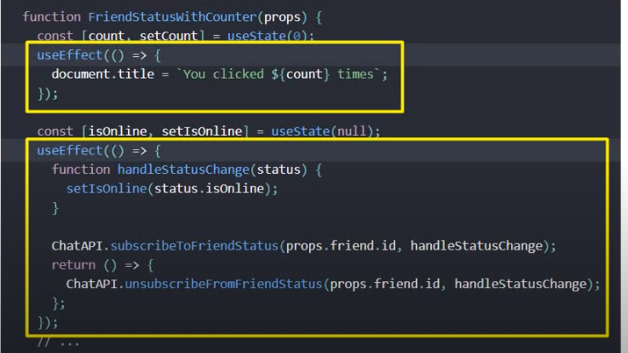 function FriendStatusWithCounter(props) {
const [count, setCount] = useState(0);
useEffect(() => {
document.title = `You clicked ${count} times`;
});
const [isOnline, setIsOnline] = useState(null);
useEffect(() => {
function handleStatusChange(status) {
setIsOnline(status.isOnline);
}
ChatAPI.subscribeToFriendStatus(props.friend.id, handleStatusChange);
return () => {
ChatAPI.unsubscribeFromFriendStatus(props.friend.id, handleStatusChange);
};
});
// ...